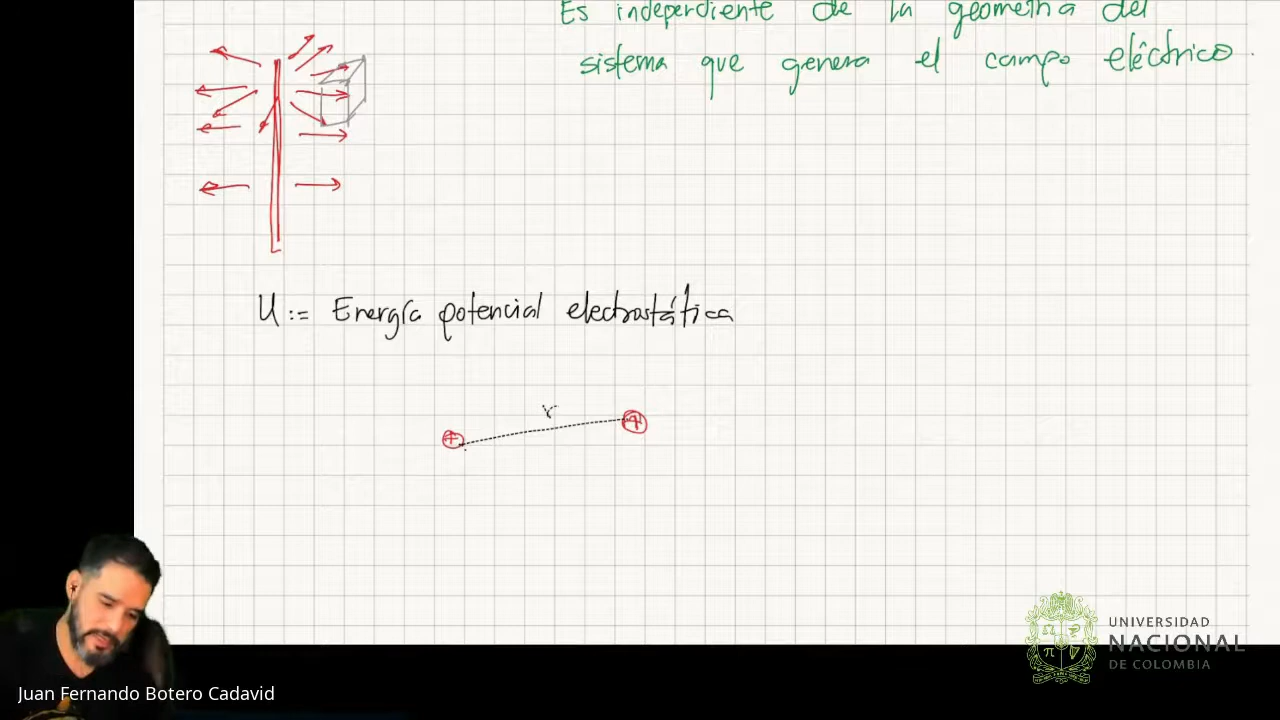 Es independiente de la geometría del
sistema que genera el campo eléctrico.
U := Energía potencial electrostática
r
+ +
UNIVERSIDAD
NACIONAL
DE COLOMBIA
Juan Fernando Botero Cadavid